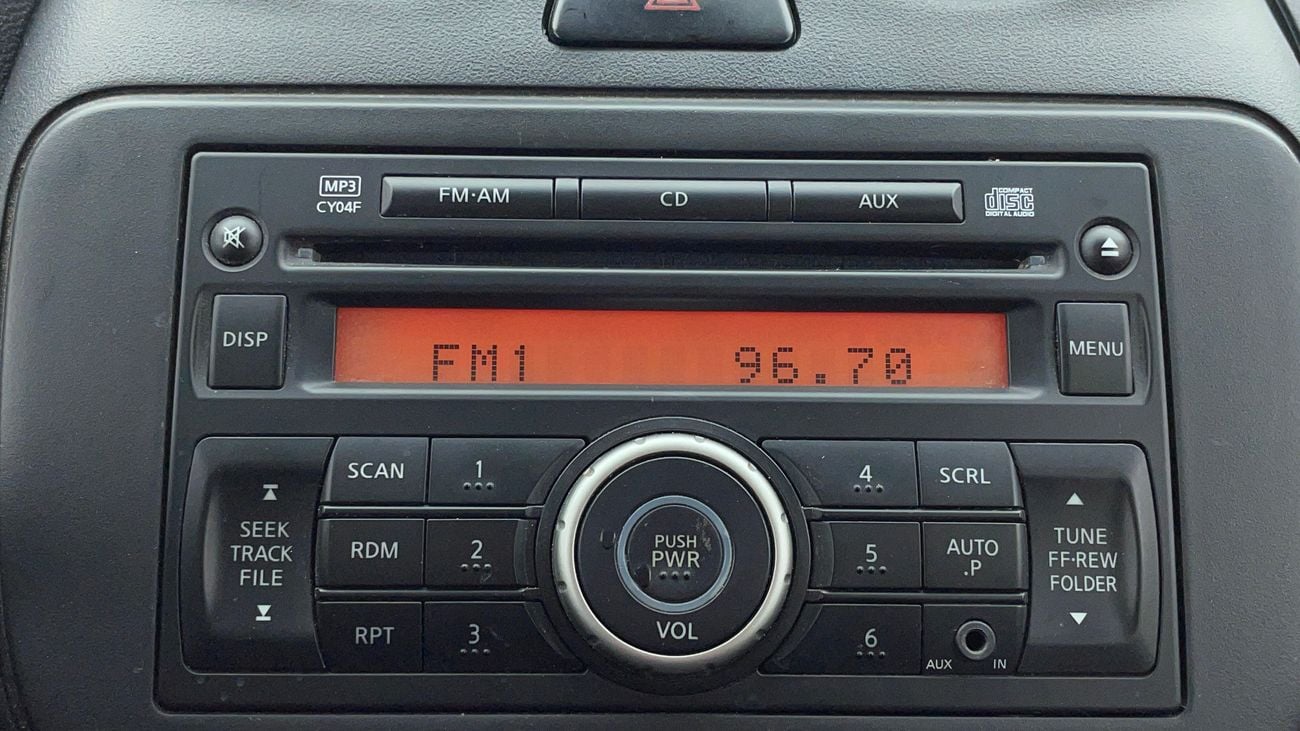 MP3
CY04F
FM·AM
CD
AUX
COMPACT
disc
DIGITAL AUDIO
DISP
FM1 96.70
MENU
SCAN
1
4
SCRL
SEEK
TRACK
FILE
RDM
2
PUSH
PWR
5
AUTO
.P
TUNE
FF·REW
FOLDER
RPT
3
VOL
6
AUX IN